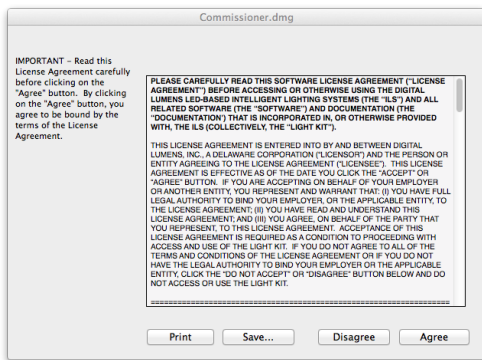 Commissioner.dmg
IMPORTANT – Read this
License Agreement carefully
before clicking on the
"Agree" button. By clicking
on the "Agree" button, you
agree to be bound by the
terms of the License
Agreement.
PLEASE CAREFULLY READ THIS SOFTWARE LICENSE AGREEMENT ("LICENSE
AGREEMENT") BEFORE ACCESSING OR OTHERWISE USING THE DIGITAL
LUMENS LED-BASED INTELLIGENT LIGHTING SYSTEMS (THE "ILS") AND ALL
RELATED SOFTWARE (THE "SOFTWARE") AND DOCUMENTATION (THE
"DOCUMENTATION') THAT IS INCORPORATED IN, OR OTHERWISE PROVIDED
WITH, THE ILS (COLLECTIVELY, THE "LIGHT KIT").
THIS LICENSE AGREEMENT IS ENTERED INTO BY AND BETWEEN DIGITAL
LUMENS, INC., A DELAWARE CORPORATION ("LICENSOR") AND THE PERSON OR
ENTITY AGREEING TO THE LICENSE AGREEMENT ("LICENSEE"). THIS LICENSE
AGREEMENT IS EFFECTIVE AS OF THE DATE YOU CLICK THE "ACCEPT" OR
"AGREE" BUTTON. IF YOU ARE ACCEPTING ON BEHALF OF YOUR EMPLOYER
OR ANOTHER ENTITY, YOU REPRESENT AND WARRANT THAT: (I) YOU HAVE FULL
LEGAL AUTHORITY TO BIND YOUR EMPLOYER, OR THE APPLICABLE ENTITY, TO
THE LICENSE AGREEMENT; (II) YOU HAVE READ AND UNDERSTAND THIS
LICENSE AGREEMENT; AND (III) YOU AGREE, ON BEHALF OF THE PARTY THAT
YOU REPRESENT, TO THIS LICENSE AGREEMENT. ACCEPTANCE OF THIS
LICENSE AGREEMENT IS REQUIRED AS A CONDITION TO PROCEEDING WITH
ACCESS AND USE OF THE LIGHT KIT. IF YOU DO NOT AGREE TO ALL OF THE
TERMS AND CONDITIONS OF THE LICENSE AGREEMENT OR IF YOU DO NOT
HAVE THE LEGAL AUTHORITY TO BIND YOUR EMPLOYER OR THE APPLICABLE
ENTITY, CLICK THE "DO NOT ACCEPT" OR "DISAGREE" BUTTON BELOW AND DO
NOT ACCESS OR USE THE LIGHT KIT.
Print Save... Disagree Agree